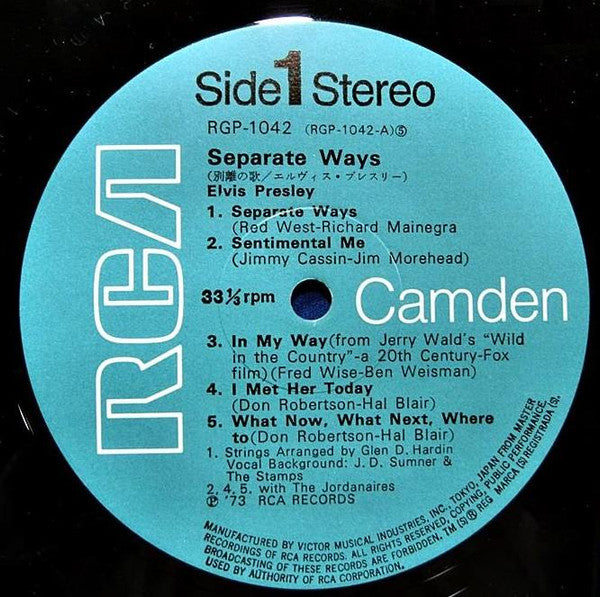 Side 1 Stereo
RGP-1042 (RGP-1042-A)⑤
Separate Ways
(別離の歌/エルヴィス・プレスリー)
Elvis Presley
1. Separate Ways
(Red West-Richard Mainegra
2. Sentimental Me
(Jimmy Cassin-Jim Morehead)
33⅓ rpm
RCA
Camden
3. In My Way(from Jerry Wald's "Wild
in the Country"-a 20th Century-Fox
film)(Fred Wise-Ben Weisman)
4. I Met Her Today
(Don Robertson-Hal Blair)
5. What Now, What Next, Where
to(Don Robertson-Hal Blair)
1. Strings Arranged by Glen D. Hardin
Vocal Background: J. D. Sumner &
The Stamps
2, 4, 5. with The Jordanaires
℗ '73 RCA RECORDS
MANUFACTURED BY VICTOR MUSICAL INDUSTRIES, INC. TOKYO, JAPAN FROM MASTER
RECORDINGS OF RCA RECORDS. ALL RIGHTS RESERVED, COPYING, PUBLIC PERFORMANCE,
BROADCASTING OF THESE RECORDS ARE FORBIDDEN. TM (S)® REG MARCA (S) REGISTRADA (S).
USED BY AUTHORITY OF RCA CORPORATION.